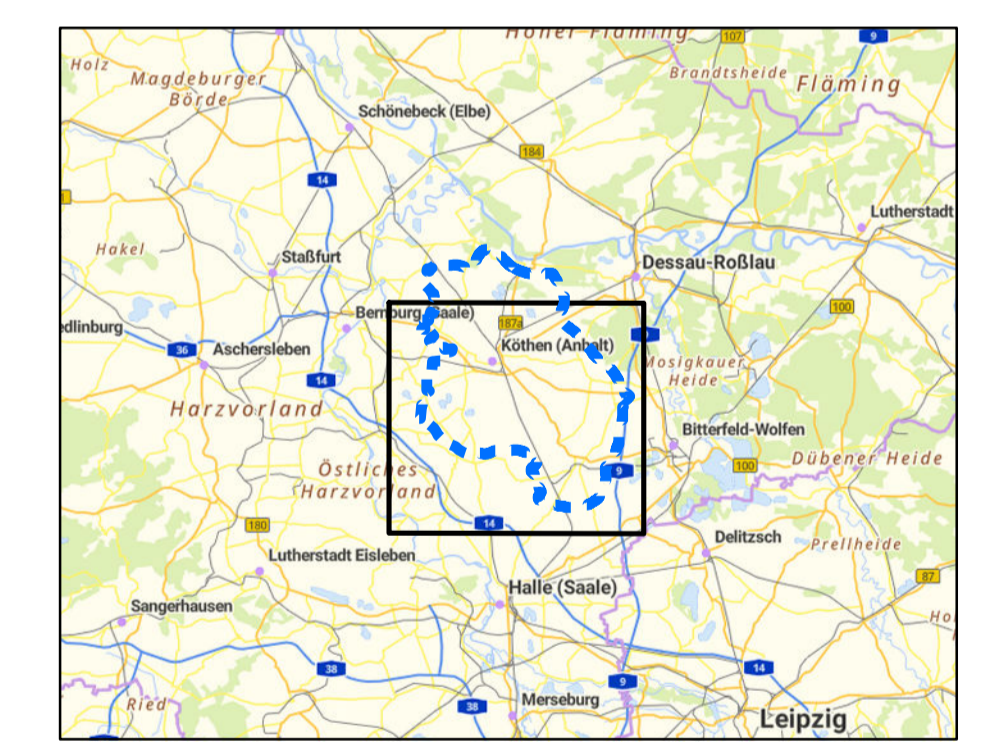 Hoher Fläming
107
9
Holz
Magdeburger
Börde
Brandtsheide
Fläming
Schönebeck (Elbe)
184
14
Lutherstadt
Hakel
Staßfurt
Dessau-Roßlau
Bernburg (Saale)
187a
100
edlinburg
36
Aschersleben
Köthen (Anhalt)
Mosigkauer
Heide
14
Harzvorland
Bitterfeld-Wolfen
Östliches
Harzvorland
9
100
Dübener Heide
180
14
Delitzsch
Prellheide
Lutherstadt Eisleben
87
Halle (Saale)
Sangerhausen
Ho
38
14
9
Ried
38
Merseburg
Leipzig